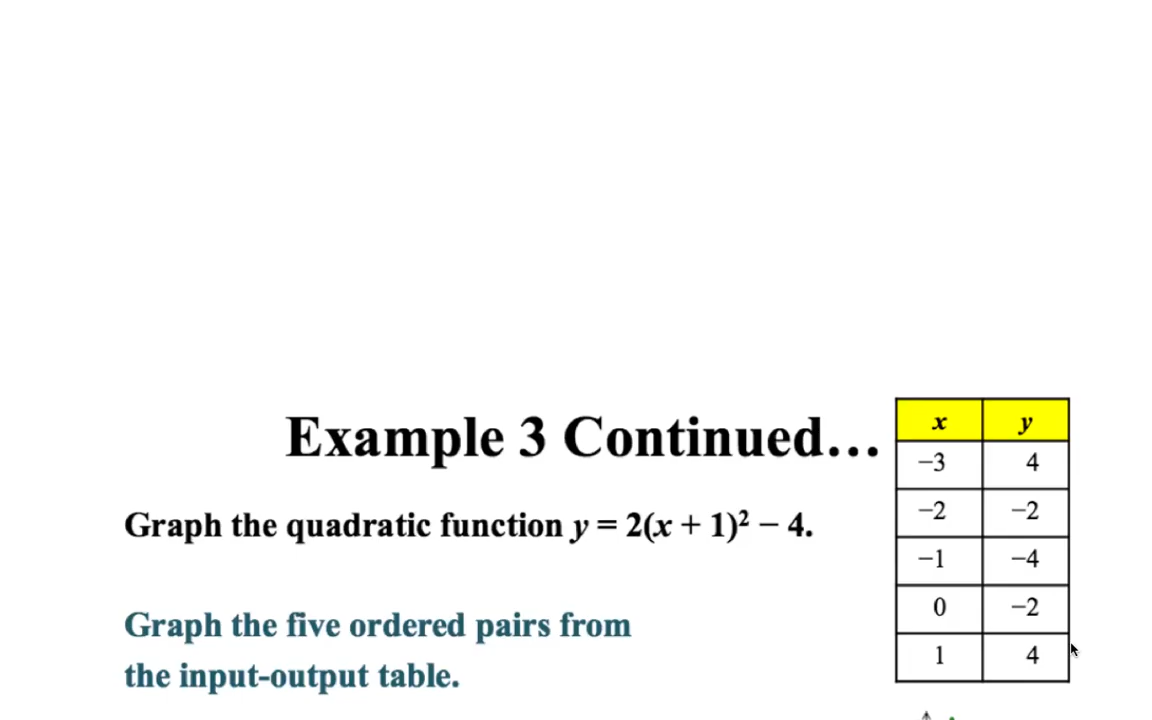 Example 3 Continued…
Graph the quadratic function y = 2(x + 1)² − 4.
Graph the five ordered pairs from
the input-output table.
x y
−3 4
−2 −2
−1 −4
0 −2
1 4